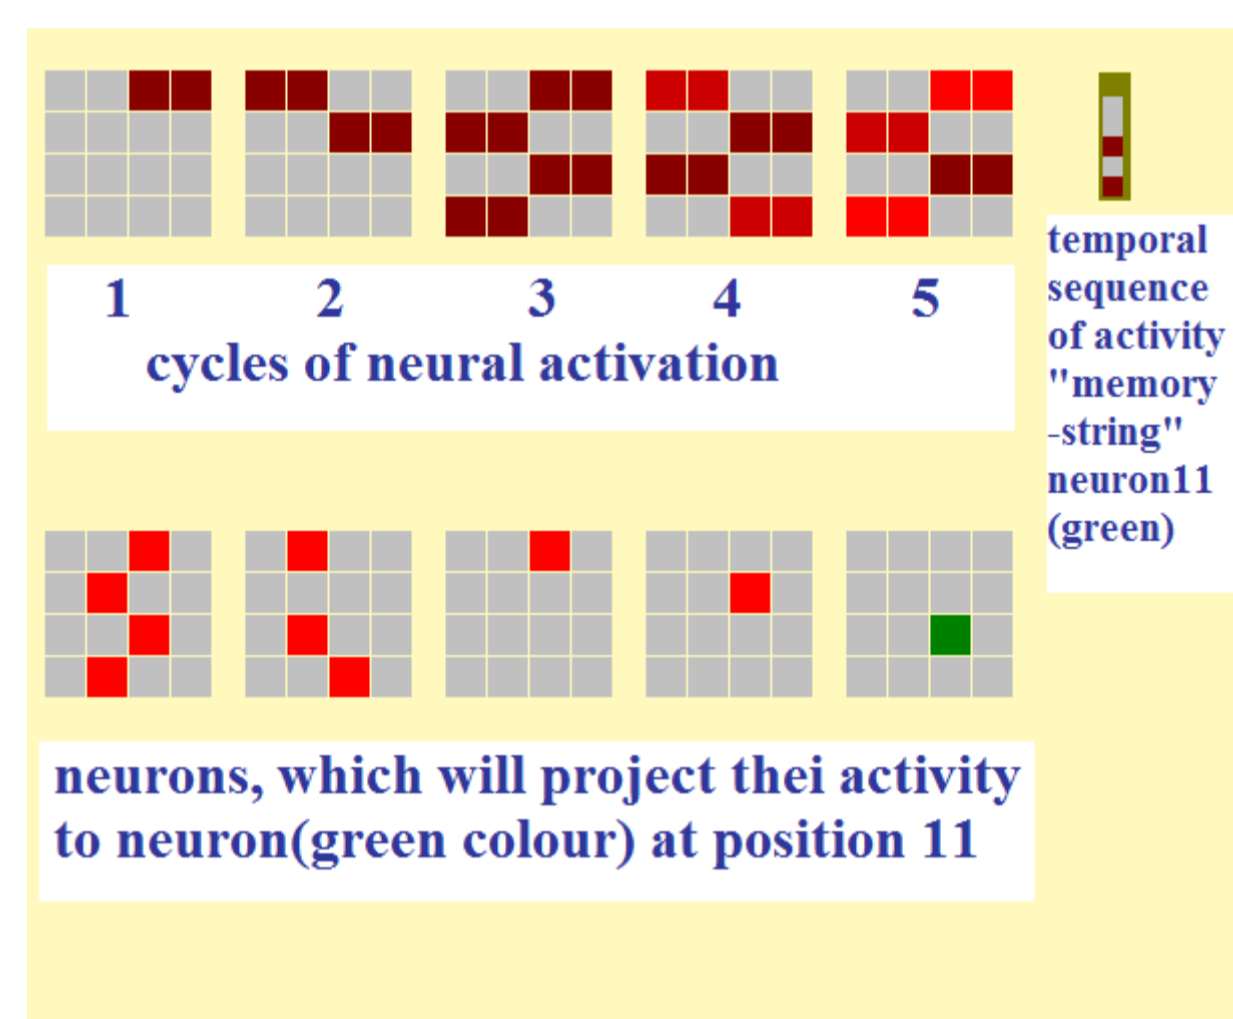 1 2 3 4 5
cycles of neural activation
temporal
sequence
of activity
"memory
-string"
neuron11
(green)
neurons, which will project thei activity
to neuron(green colour) at position 11